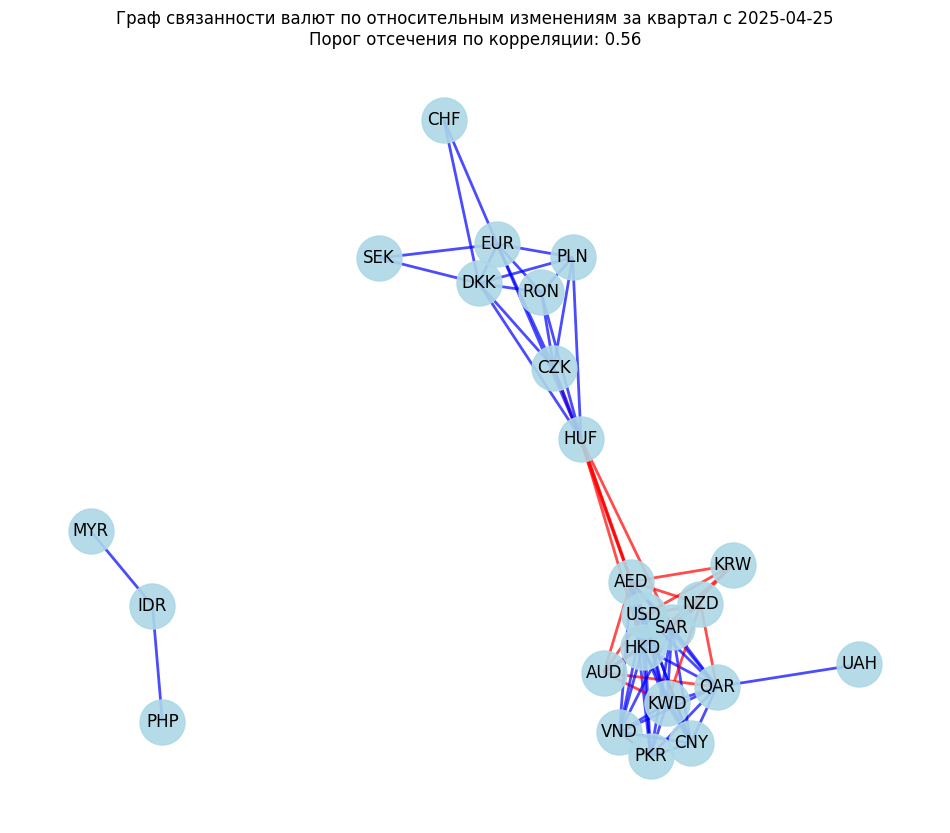 Граф связанности валют по относительным изменениям за квартал с 2025-04-25
Порог отсечения по корреляции: 0.56
CHF
EUR
SEK
PLN
DKK
RON
CZK
HUF
MYR
KRW
AED
IDR
NZD
USD
SAR
HKD
UAH
AUD
QAR
KWD
PHP
VND
CNY
PKR